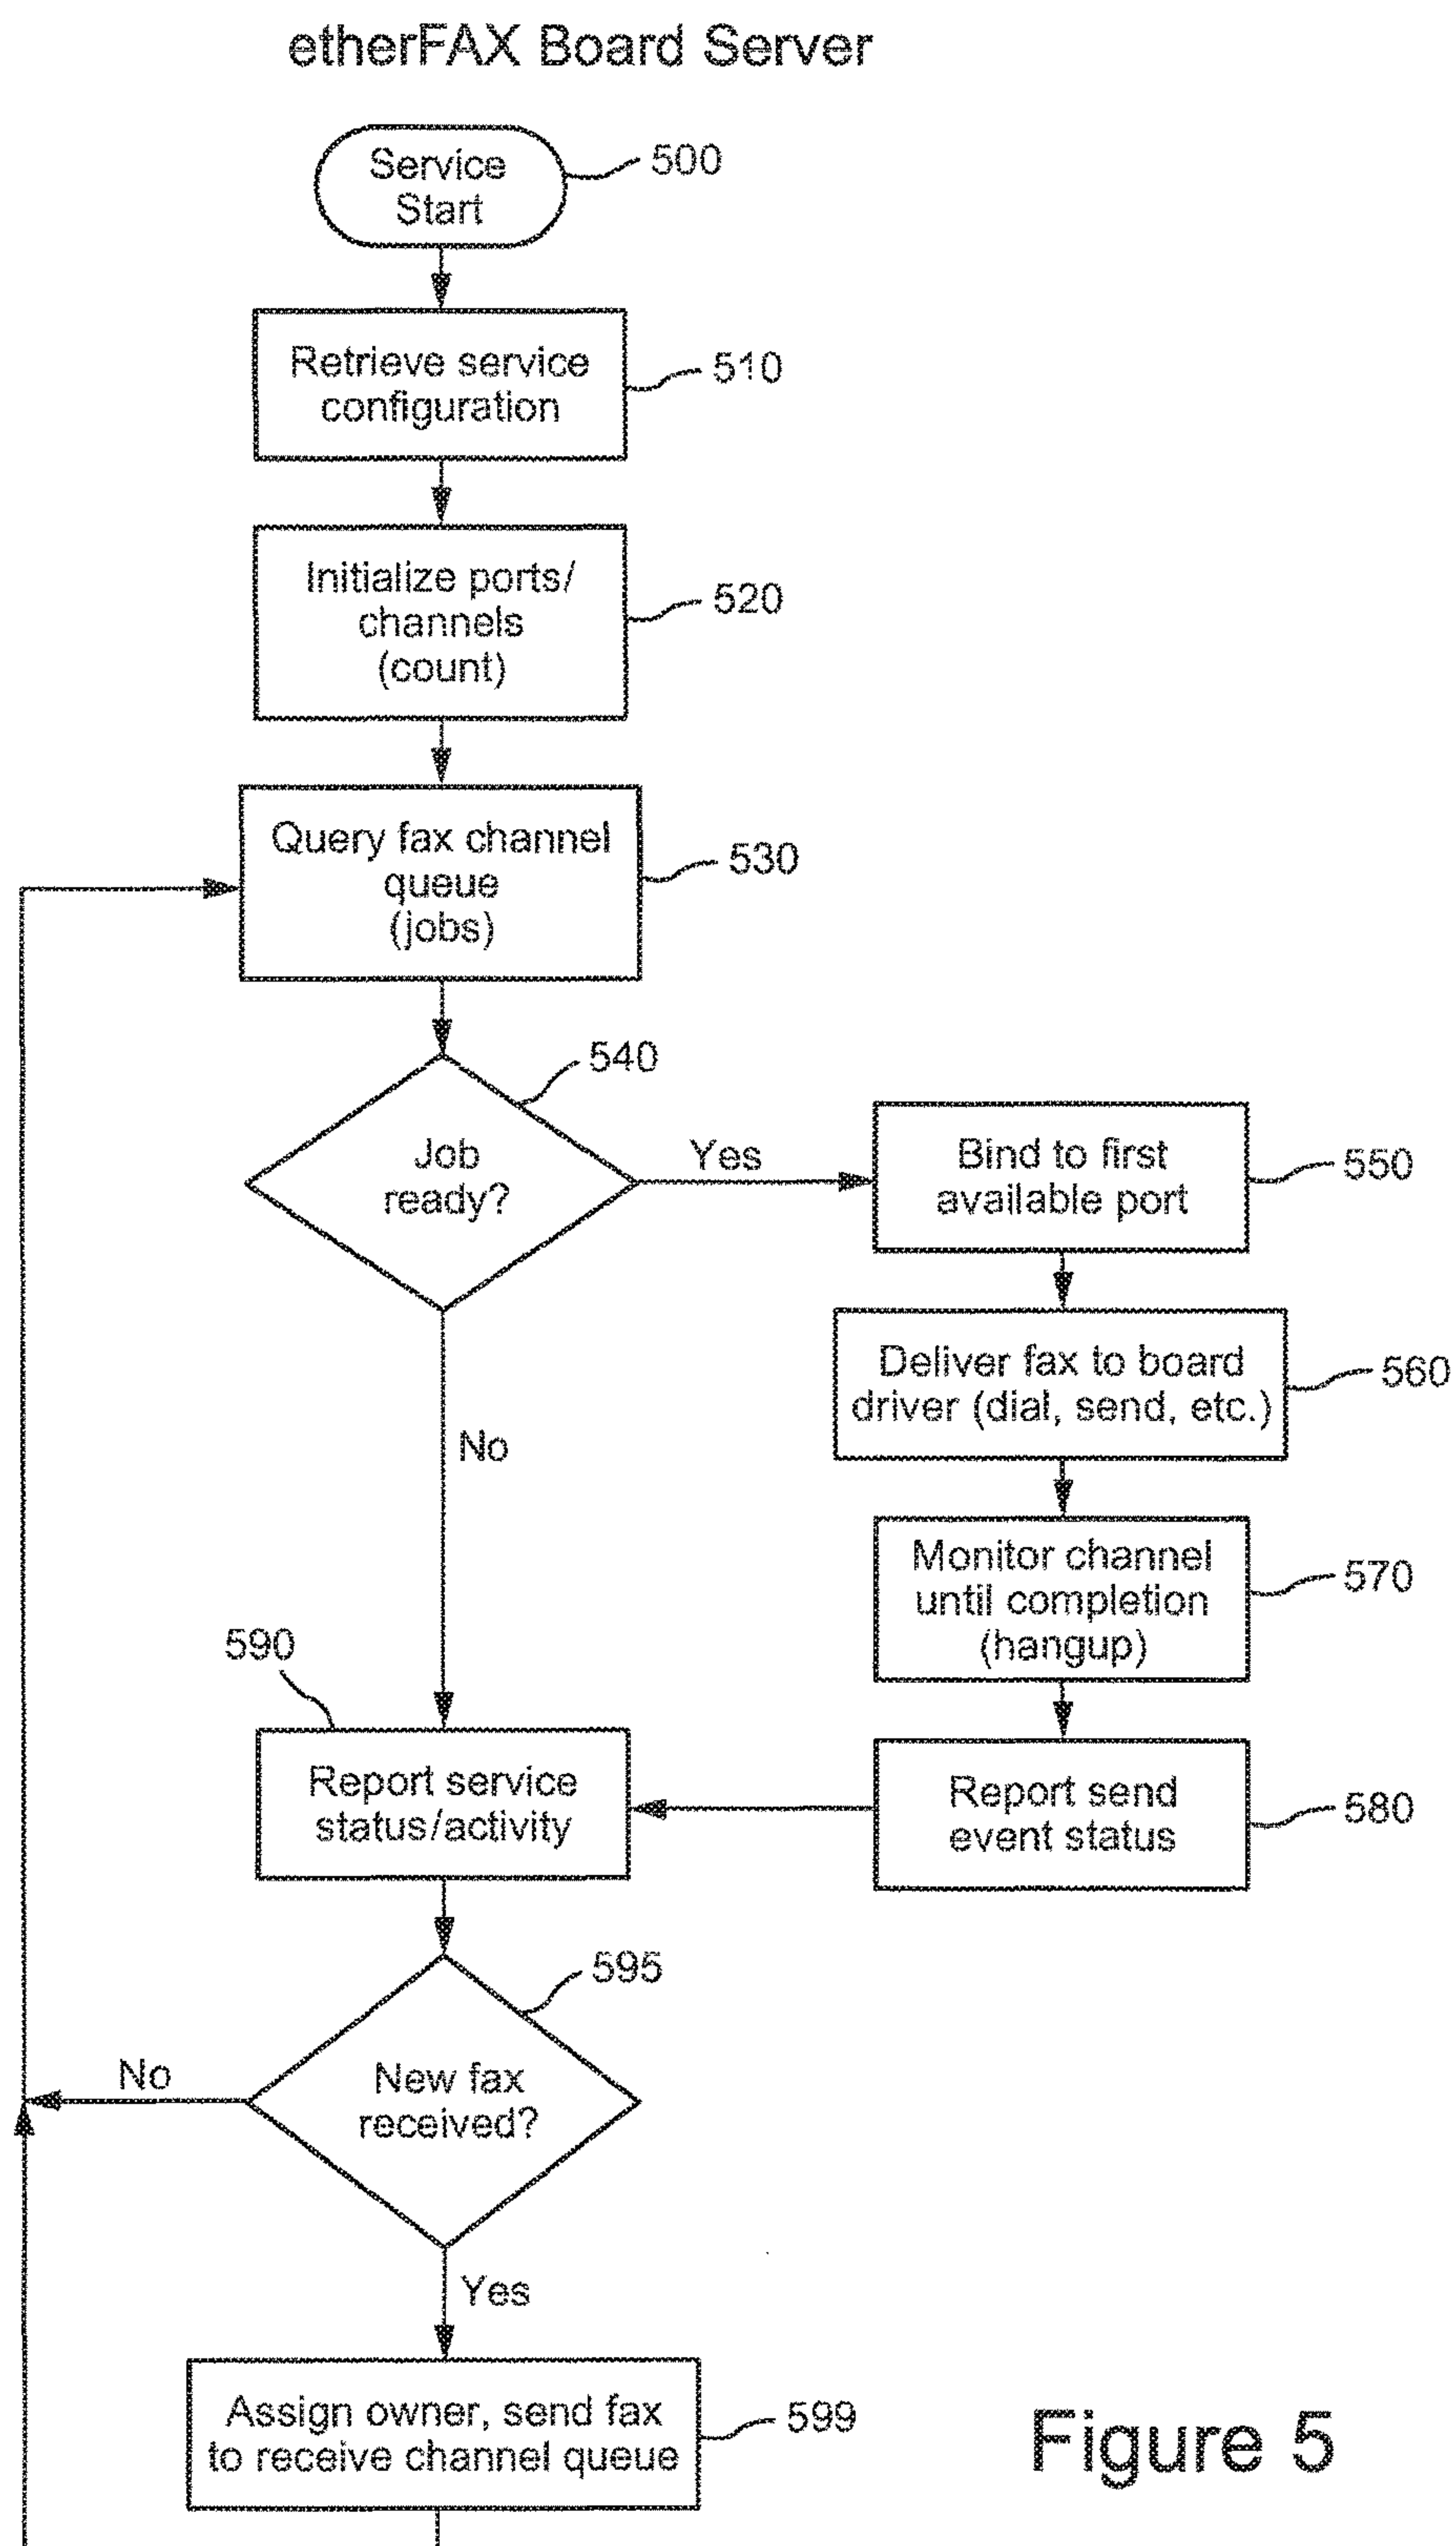 etherFAX Board Server
Service
Start
500
Retrieve service
configuration
510
Initialize ports/
channels
(count)
520
Query fax channel
queue
(jobs)
530
540
Job
ready?
Yes
Bind to first
available port
550
Deliver fax to board
driver (dial, send, etc.)
560
No
Monitor channel
until completion
(hangup)
570
590
Report service
status/activity
Report send
event status
580
595
New fax
received?
No
Yes
Assign owner, send fax
to receive channel queue
599
Figure 5